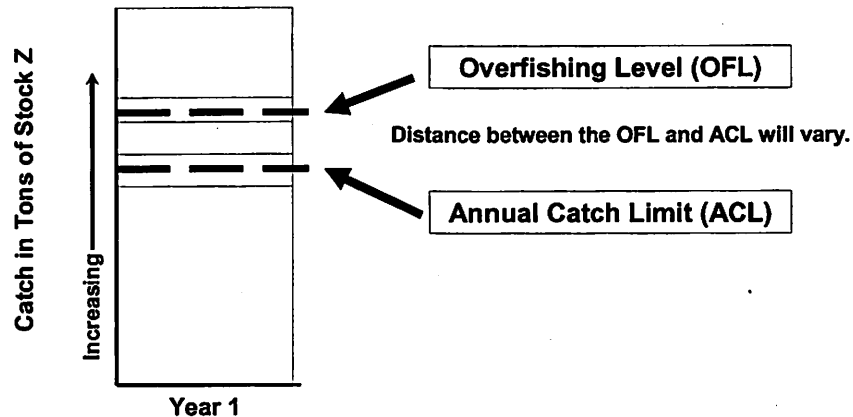 Catch in Tons of Stock Z
Increasing
Overfishing Level (OFL)
Distance between the OFL and ACL will vary.
Annual Catch Limit (ACL)
Year 1